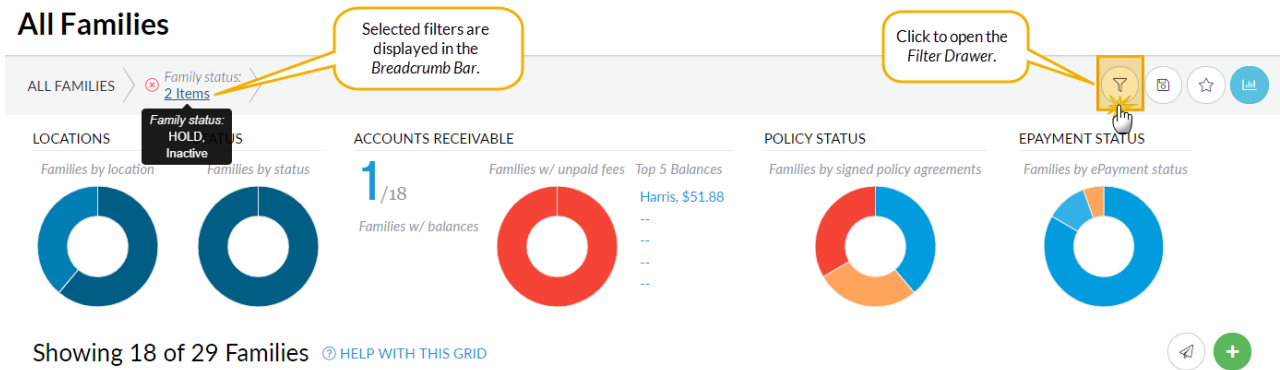 All Families
Selected filters are
displayed in the
Breadcrumb Bar.
Click to open the
Filter Drawer.
ALL FAMILIES
Family status:
2 Items
Family status:
HOLD,
Inactive
LOCATIONS
ATUS
ACCOUNTS RECEIVABLE
POLICY STATUS
EPAYMENT STATUS
Families by location
Families by status
1/18
Families w/ balances
Families w/ unpaid fees
Top 5 Balances
Harris, $51.88
--
--
--
--
Families by signed policy agreements
Families by ePayment status
Showing 18 of 29 Families
? HELP WITH THIS GRID
+